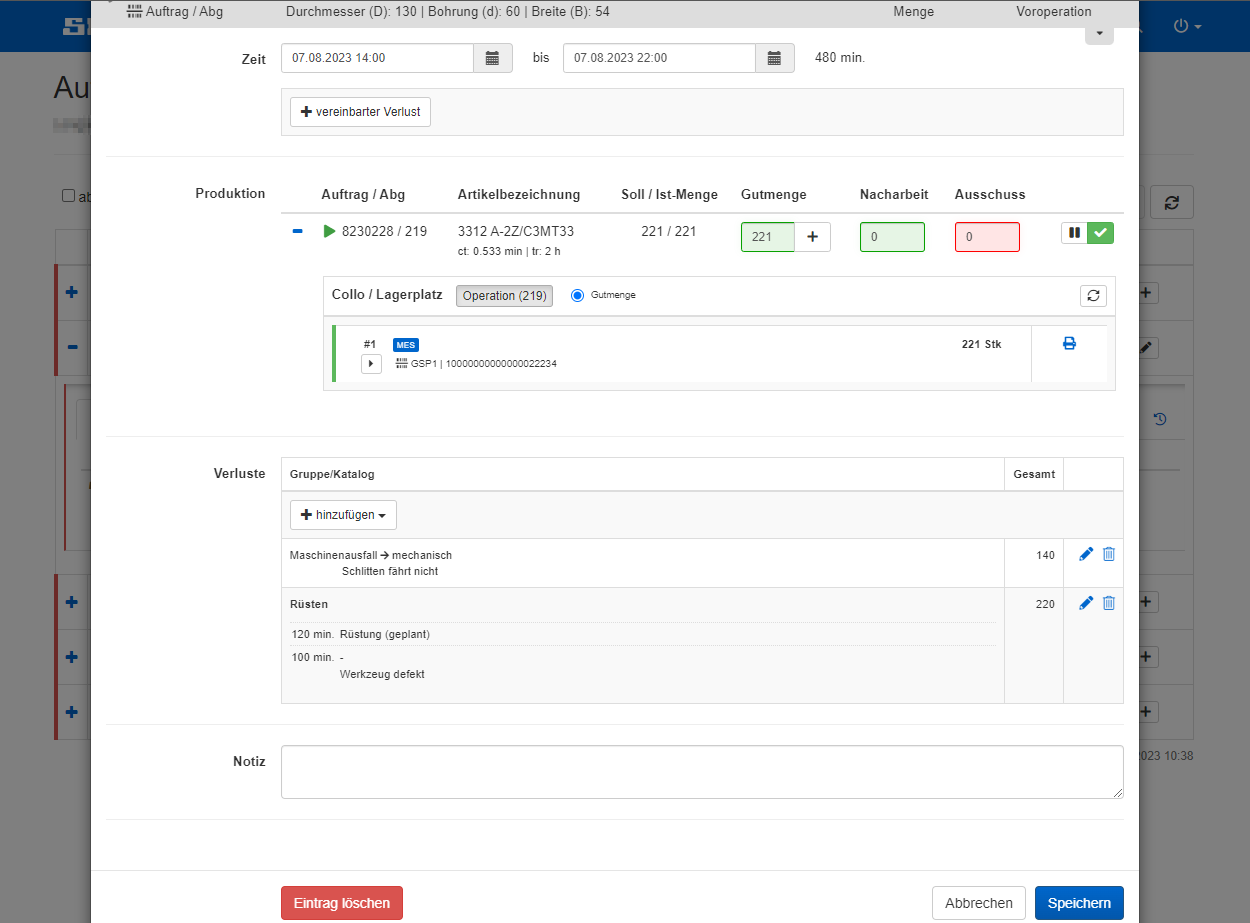 Auftrag / Abg Durchmesser (D): 130 | Bohrung (d): 60 | Breite (B): 54 Menge Voroperation
Zeit 07.08.2023 14:00 bis 07.08.2023 22:00 480 min.
vereinbarter Verlust
Produktion Auftrag / Abg Artikelbezeichnung Soll / Ist-Menge Gutmenge Nacharbeit Ausschuss
8230228 / 219 3312 A-2Z/C3MT33 221 / 221 221 0 0
ct: 0.533 min | tr: 2 h
Collo / Lagerplatz Operation (219) Gutmenge
#1 MES 221 Stk
GSP1 | 10000000000000022234
Verluste Gruppe/Katalog Gesamt
hinzufügen
Maschinenausfall → mechanisch 140
Schlitten fährt nicht
Rüsten 220
120 min. Rüstung (geplant)
100 min. -
Werkzeug defekt
Notiz
10:38
Eintrag löschen Abbrechen Speichern